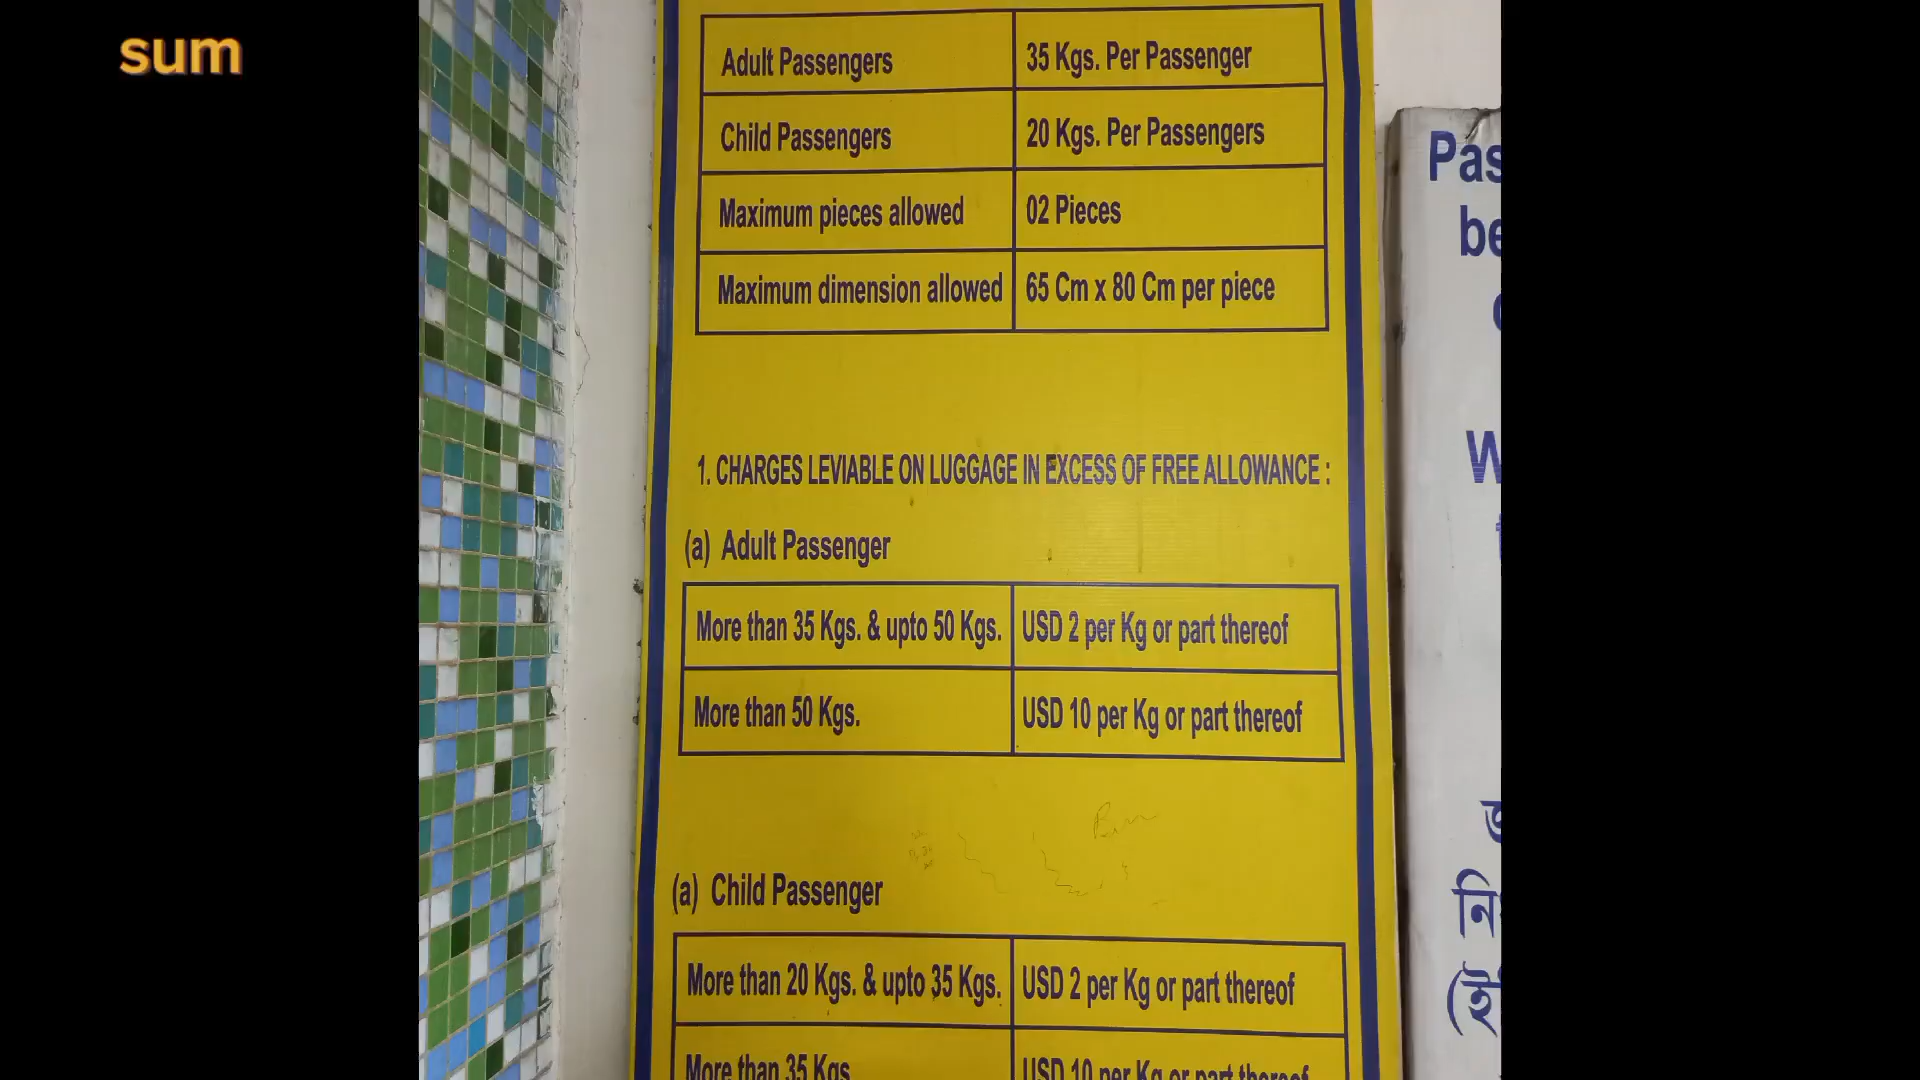 sum
Adult Passengers 35 Kgs. Per Passenger
Child Passengers 20 Kgs. Per Passengers
Maximum pieces allowed 02 Pieces
Maximum dimension allowed 65 Cm x 80 Cm per piece
1. CHARGES LEVIABLE ON LUGGAGE IN EXCESS OF FREE ALLOWANCE :
(a) Adult Passenger
More than 35 Kgs. & upto 50 Kgs. USD 2 per Kg or part thereof
More than 50 Kgs. USD 10 per Kg or part thereof
(a) Child Passenger
More than 20 Kgs. & upto 35 Kgs. USD 2 per Kg or part thereof
More than 35 Kgs USD 10 per Kg or part thereof